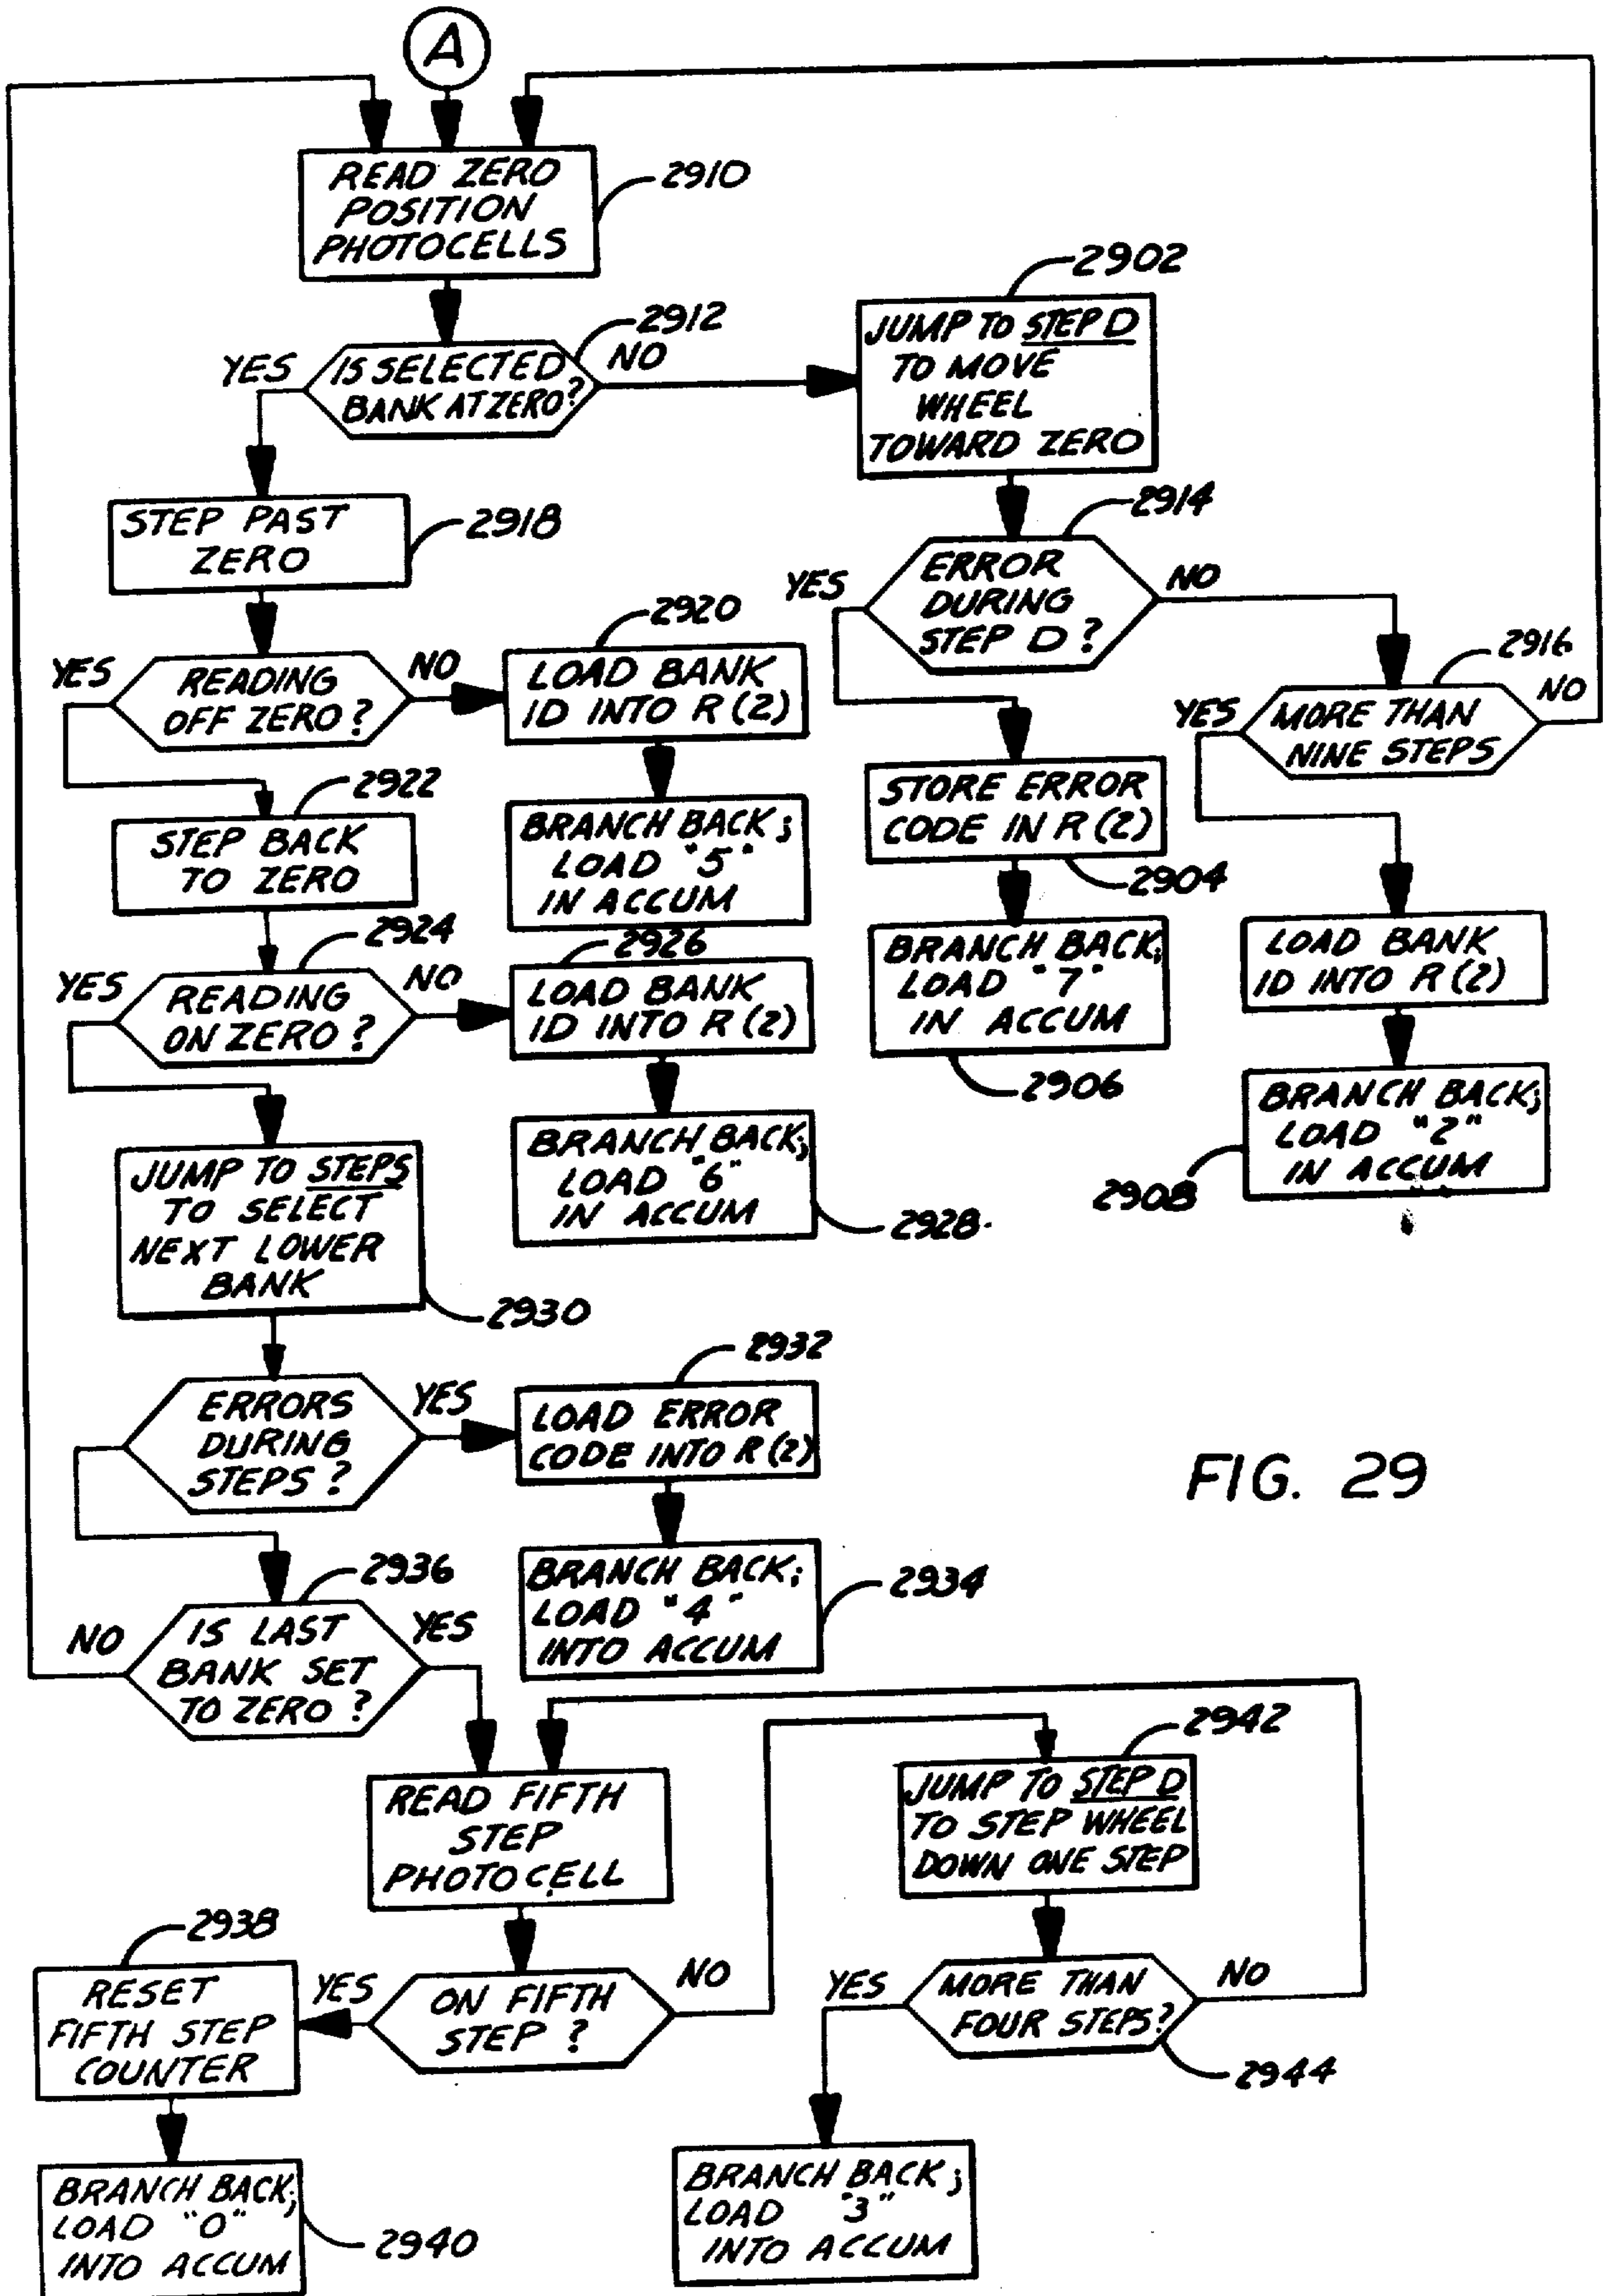 A
READ ZERO
POSITION
PHOTOCELLS
2910
2902
2912
YES
IS SELECTED
BANK AT ZERO?
NO
JUMP TO STEP D
TO MOVE
WHEEL
TOWARD ZERO
STEP PAST
ZERO
2918
2914
YES
ERROR
DURING
STEP D?
NO
2920
YES
READING
OFF ZERO?
NO
LOAD BANK
ID INTO R(2)
2916
YES
MORE THAN
NINE STEPS
NO
2922
STEP BACK
TO ZERO
BRANCH BACK;
LOAD "5"
IN ACCUM
STORE ERROR
CODE IN R(2)
2904
2924
YES
READING
ON ZERO?
NO
2926
LOAD BANK
ID INTO R(2)
BRANCH BACK;
LOAD "7"
IN ACCUM
2906
LOAD BANK
ID INTO R(2)
BRANCH BACK;
LOAD "2"
IN ACCUM
2908
JUMP TO STEPS
TO SELECT
NEXT LOWER
BANK
2930
BRANCH BACK;
LOAD "6"
IN ACCUM
2928.
2932
ERRORS
DURING
STEPS?
YES
LOAD ERROR
CODE INTO R(2)
FIG. 29
2936
NO
IS LAST
BANK SET
TO ZERO?
YES
BRANCH BACK;
LOAD "4"
INTO ACCUM
2934
READ FIFTH
STEP
PHOTOCELL
2942
JUMP TO STEP D
TO STEP WHEEL
DOWN ONE STEP
2938
RESET
FIFTH STEP
COUNTER
YES
ON FIFTH
STEP?
NO
YES
MORE THAN
FOUR STEPS?
NO
2944
BRANCH BACK;
LOAD "0"
INTO ACCUM
2940
BRANCH BACK;
LOAD "3"
INTO ACCUM